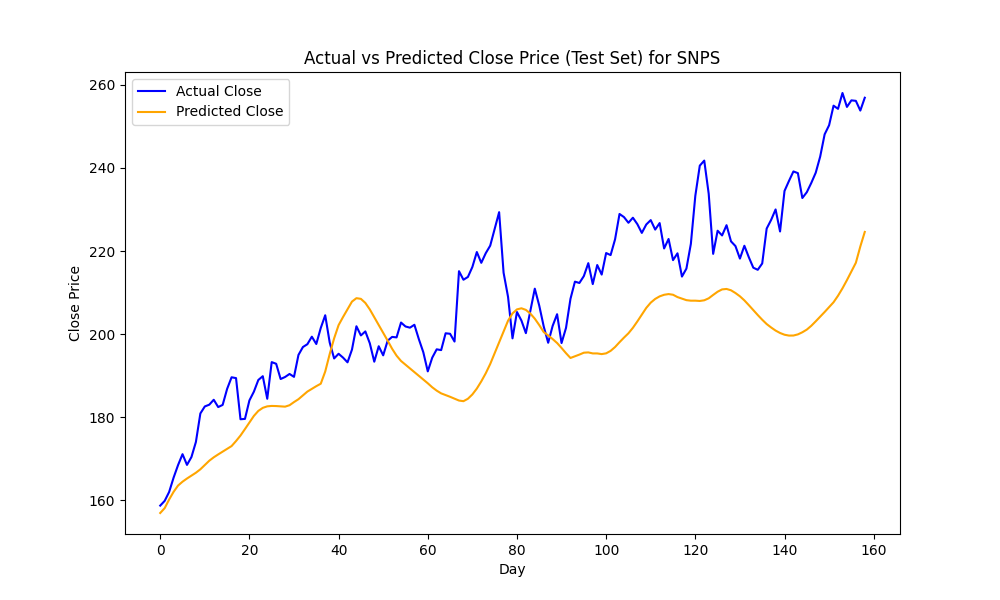 Actual vs Predicted Close Price (Test Set) for SNPS
Actual Close
Predicted Close
260
240
220
200
180
160
Close Price
0 20 40 60 80 100 120 140 160
Day